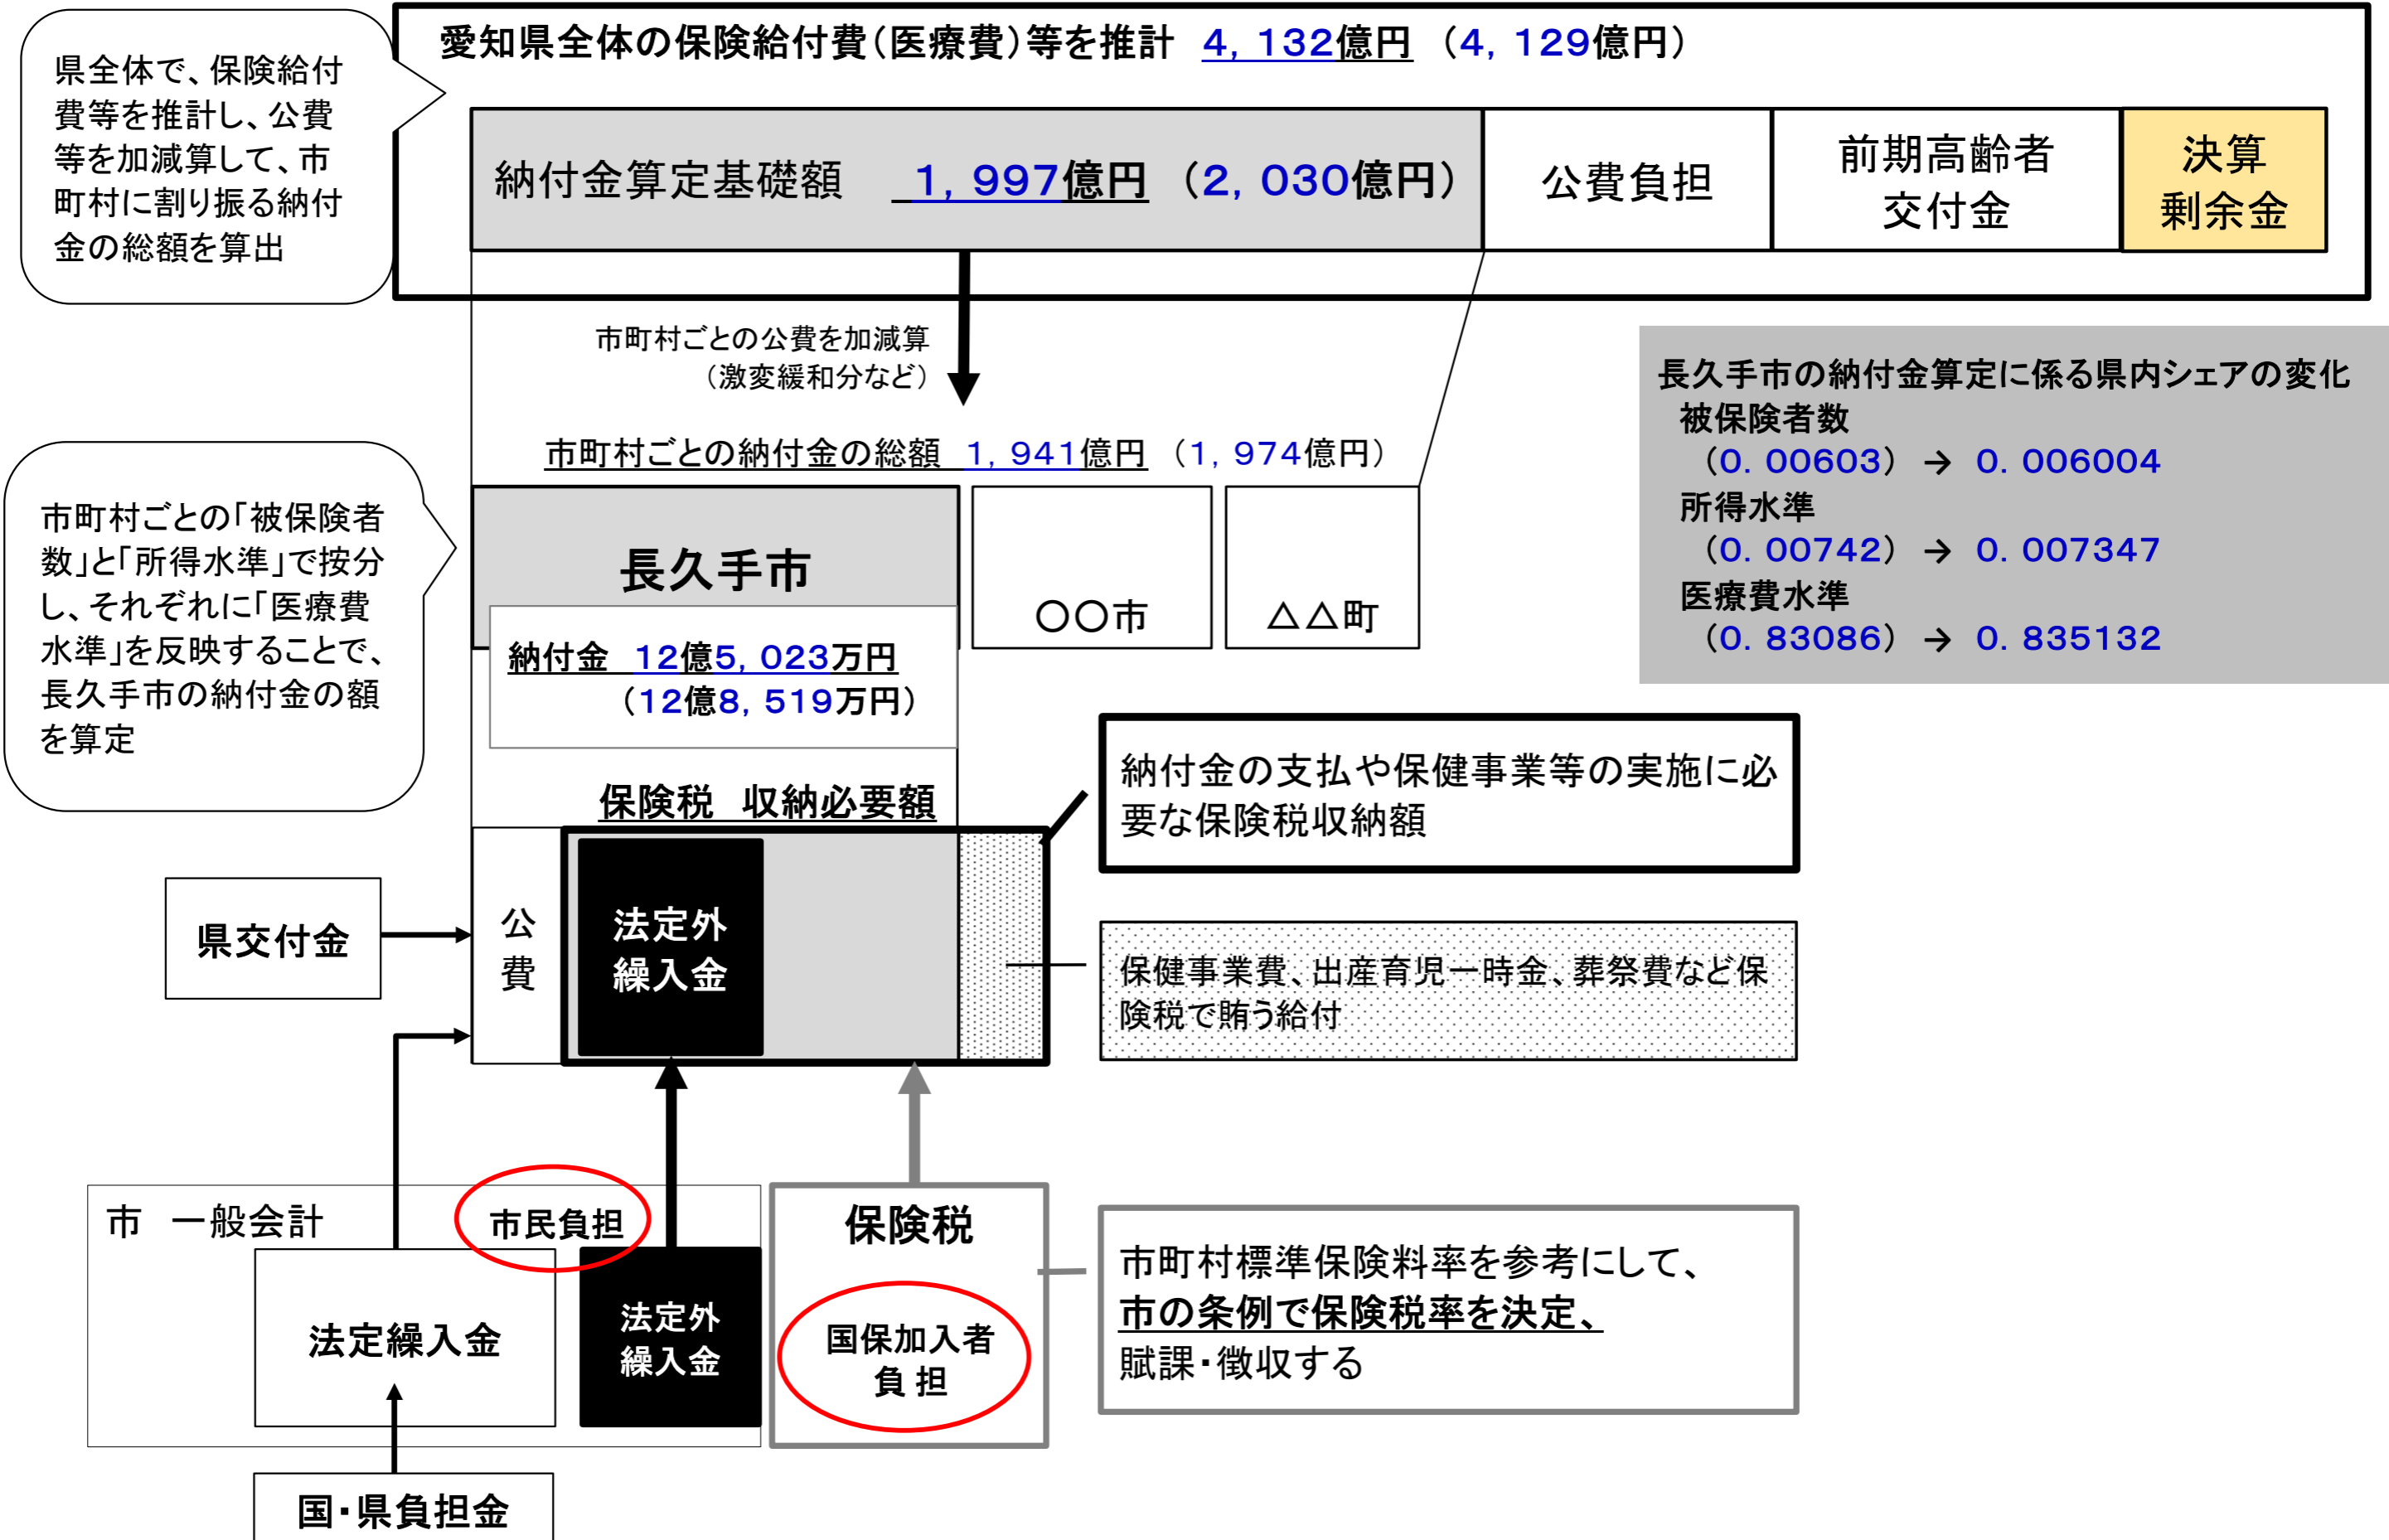 愛知県全体の保険給付費（医療費）等を推計　4，132億円　（4，129億円）
県全体で、保険給付
費等を推計し、公費
等を加減算して、市
町村に割り振る納付
金の総額を算出
納付金算定基礎額　1，997億円　（2，030億円）
公費負担
前期高齢者
交付金
決算
剰余金
市町村ごとの公費を加減算
（激変緩和分など）
市町村ごとの納付金の総額　1，941億円　（1，974億円）
長久手市の納付金算定に係る県内シェアの変化
被保険者数
（0．00603）　→　0．006004
所得水準
（0．00742）　→　0．007347
医療費水準
（0．83086）　→　0．835132
市町村ごとの「被保険者
数」と「所得水準」で按分
し、それぞれに「医療費
水準」を反映することで、
長久手市の納付金の額
を算定
長久手市
〇〇市
△△町
納付金　12億5，023万円
（12億8，519万円）
保険税　収納必要額
納付金の支払や保健事業等の実施に必
要な保険税収納額
県交付金
公
費
法定外
繰入金
保健事業費、出産育児一時金、葬祭費など保
険税で賄う給付
市　一般会計
市民負担
法定繰入金
法定外
繰入金
保険税
国保加入者
負 担
市町村標準保険料率を参考にして、
市の条例で保険税率を決定、
賦課・徴収する
国・県負担金